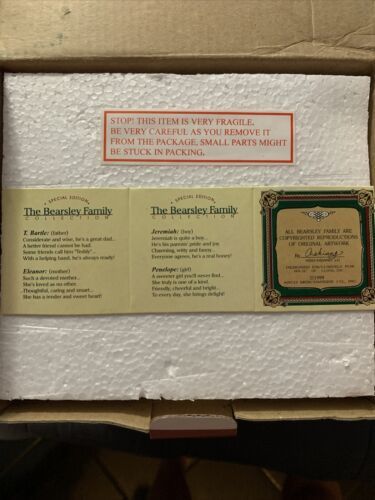 STOP! THIS ITEM IS VERY FRAGILE.
BE VERY CAREFUL AS YOU REMOVE IT
FROM THE PACKAGE, SMALL PARTS MIGHT
BE STUCK IN PACKING.
SPECIAL EDITION
The Bearsley Family
COLLECTION
T. Bartle: (father)
Considerate and wise, he's a great dad...
A better friend cannot be had.
Some friends call him "Teddy"
With a helping hand, he's always ready!
Eleanor: (mother)
Such a devoted mother...
She's loved as no other.
Thoughtful, caring and smart...
She has a tender and sweet heart!
SPECIAL EDITION
The Bearsley Family
COLLECTION
Jeremiah: (boy)
Jeremiah is quite a boy...
He's his parents' pride and joy.
Charming, witty and funny...
Everyone agrees, he's a real honey!
Penelope: (girl)
A sweeter girl you'll never find...
She truly is one of a kind.
Friendly, cheerful and bright...
To every day, she brings delight!
ALL BEARSLEY FAMILY ARE
COPYRIGHTED REPRODUCTIONS
OF ORIGINAL ARTWORK
By
HOUSE OF LLOYD, INC.